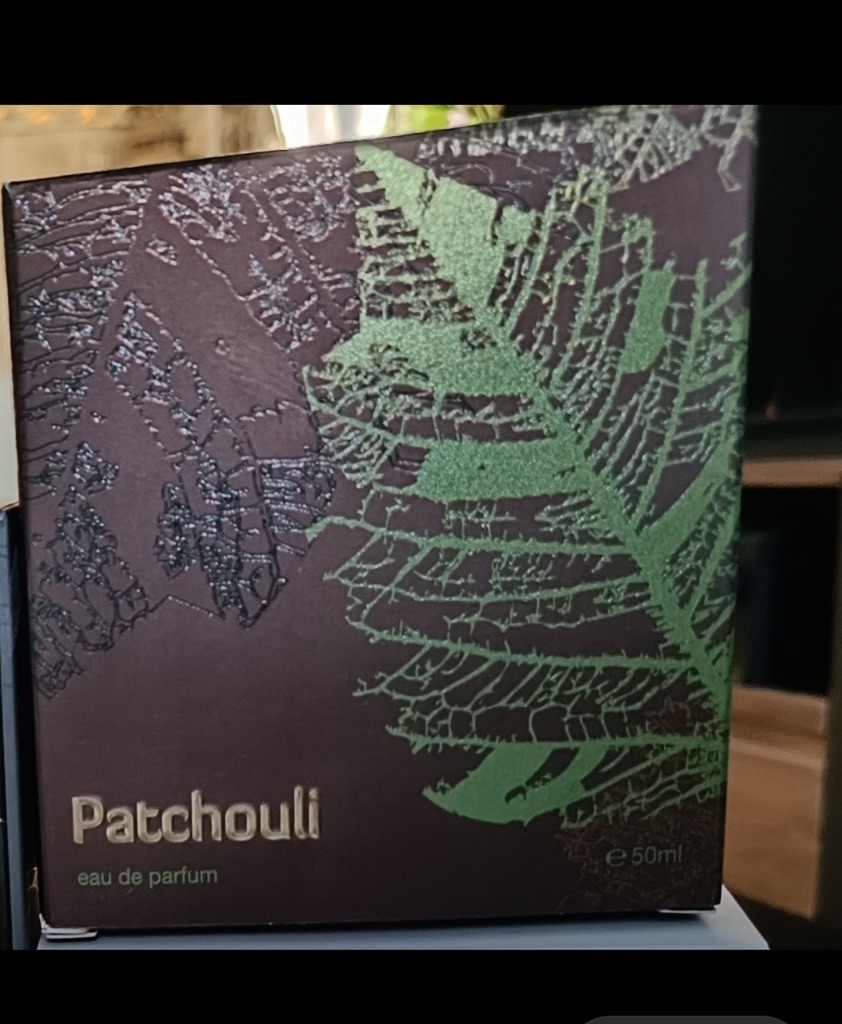 Patchouli
eau de parfum
℮50ml